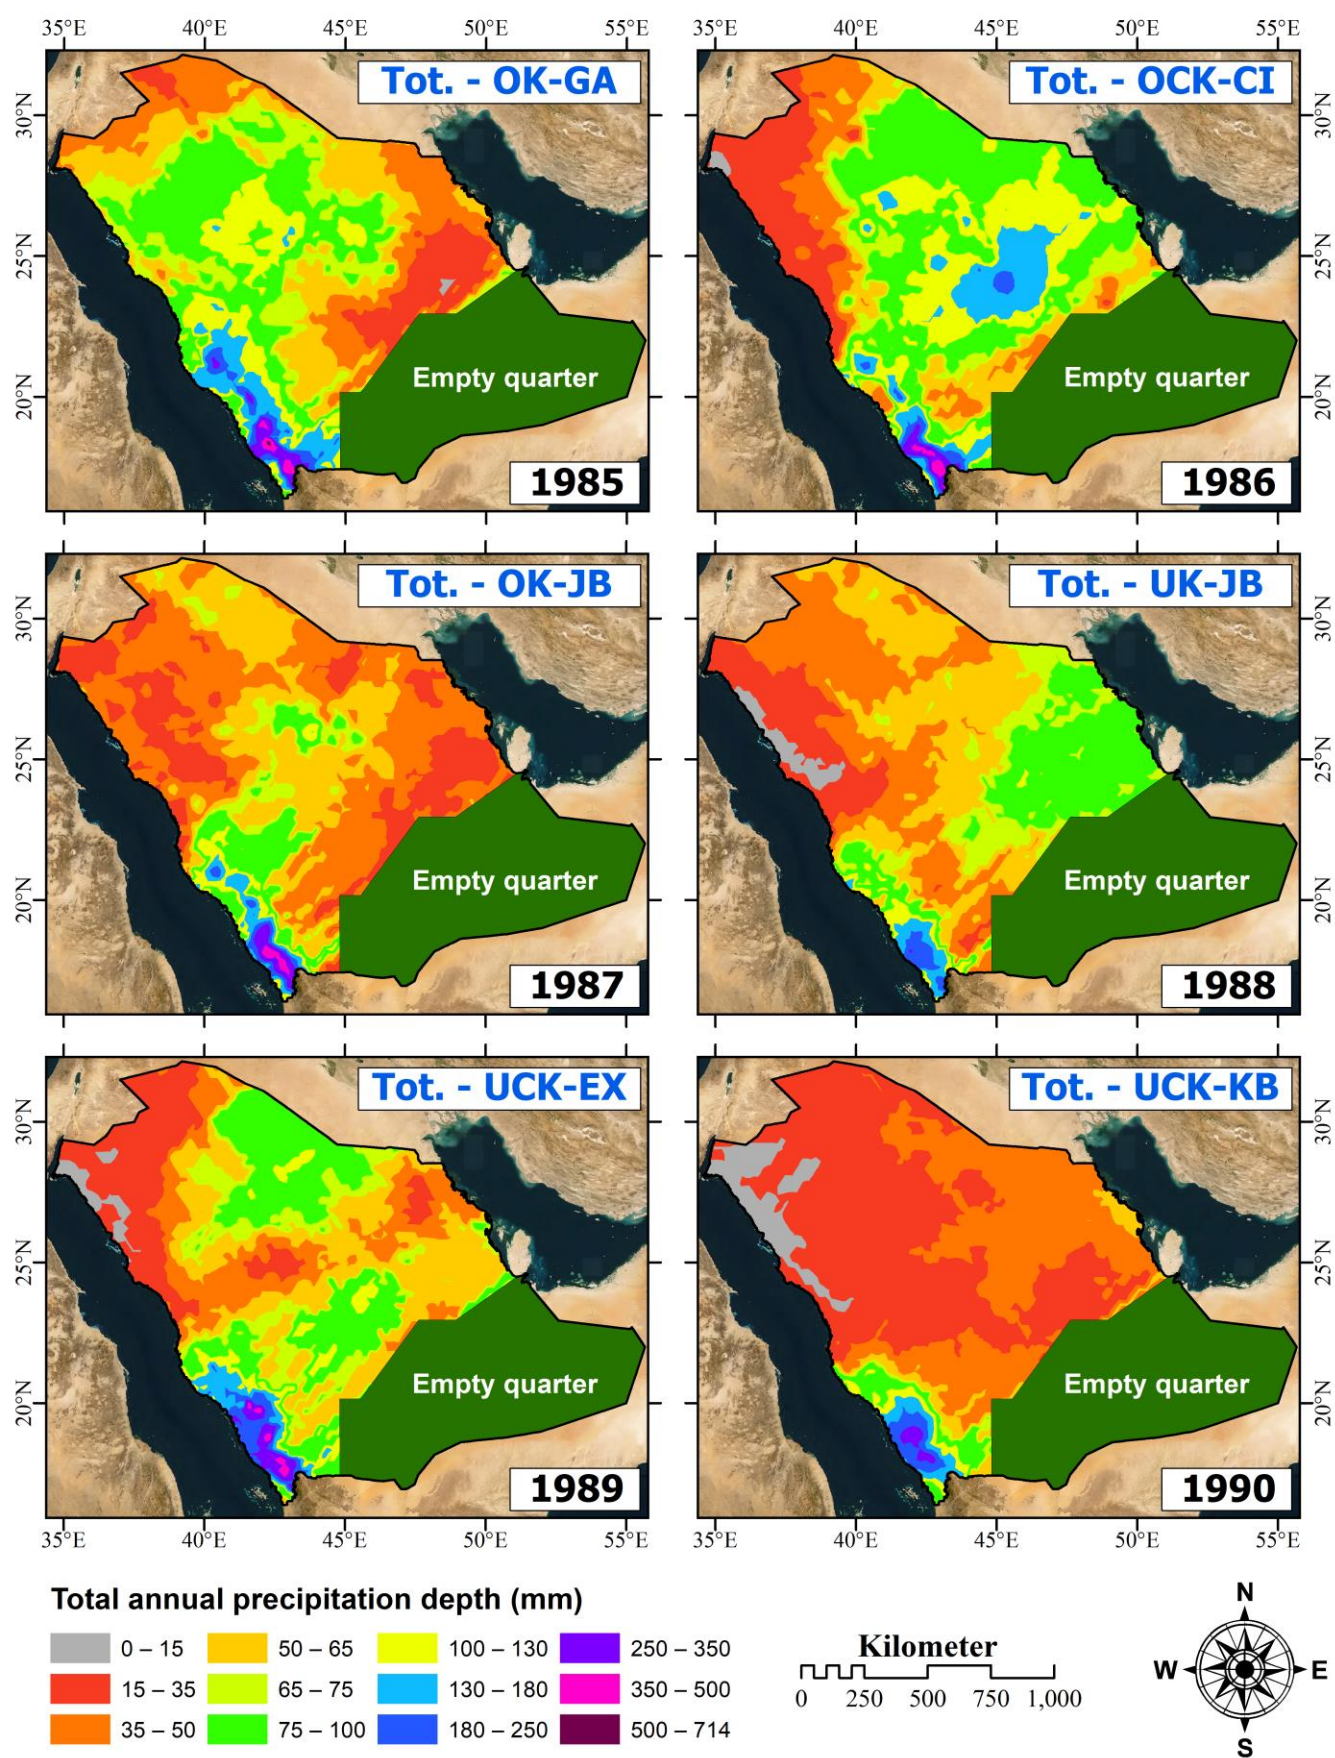 35°E 40°E 45°E 50°E 55°E 35°E 40°E 45°E 50°E 55°E
Tot. - OK-GA
Tot. - OCK-CI
30°N
30°N
25°N
25°N
20°N
20°N
Empty quarter
Empty quarter
1985
1986
Tot. - OK-JB
Tot. - UK-JB
30°N
30°N
25°N
25°N
20°N
20°N
Empty quarter
Empty quarter
1987
1988
Tot. - UCK-EX
Tot. - UCK-KB
30°N
30°N
25°N
25°N
20°N
20°N
Empty quarter
Empty quarter
1989
1990
35°E 40°E 45°E 50°E 55°E 35°E 40°E 45°E 50°E 55°E
Total annual precipitation depth (mm)
0 – 15 50 – 65 100 – 130 250 – 350
15 – 35 65 – 75 130 – 180 350 – 500
35 – 50 75 – 100 180 – 250 500 – 714
Kilometer
0 250 500 750 1,000
N
W E
S